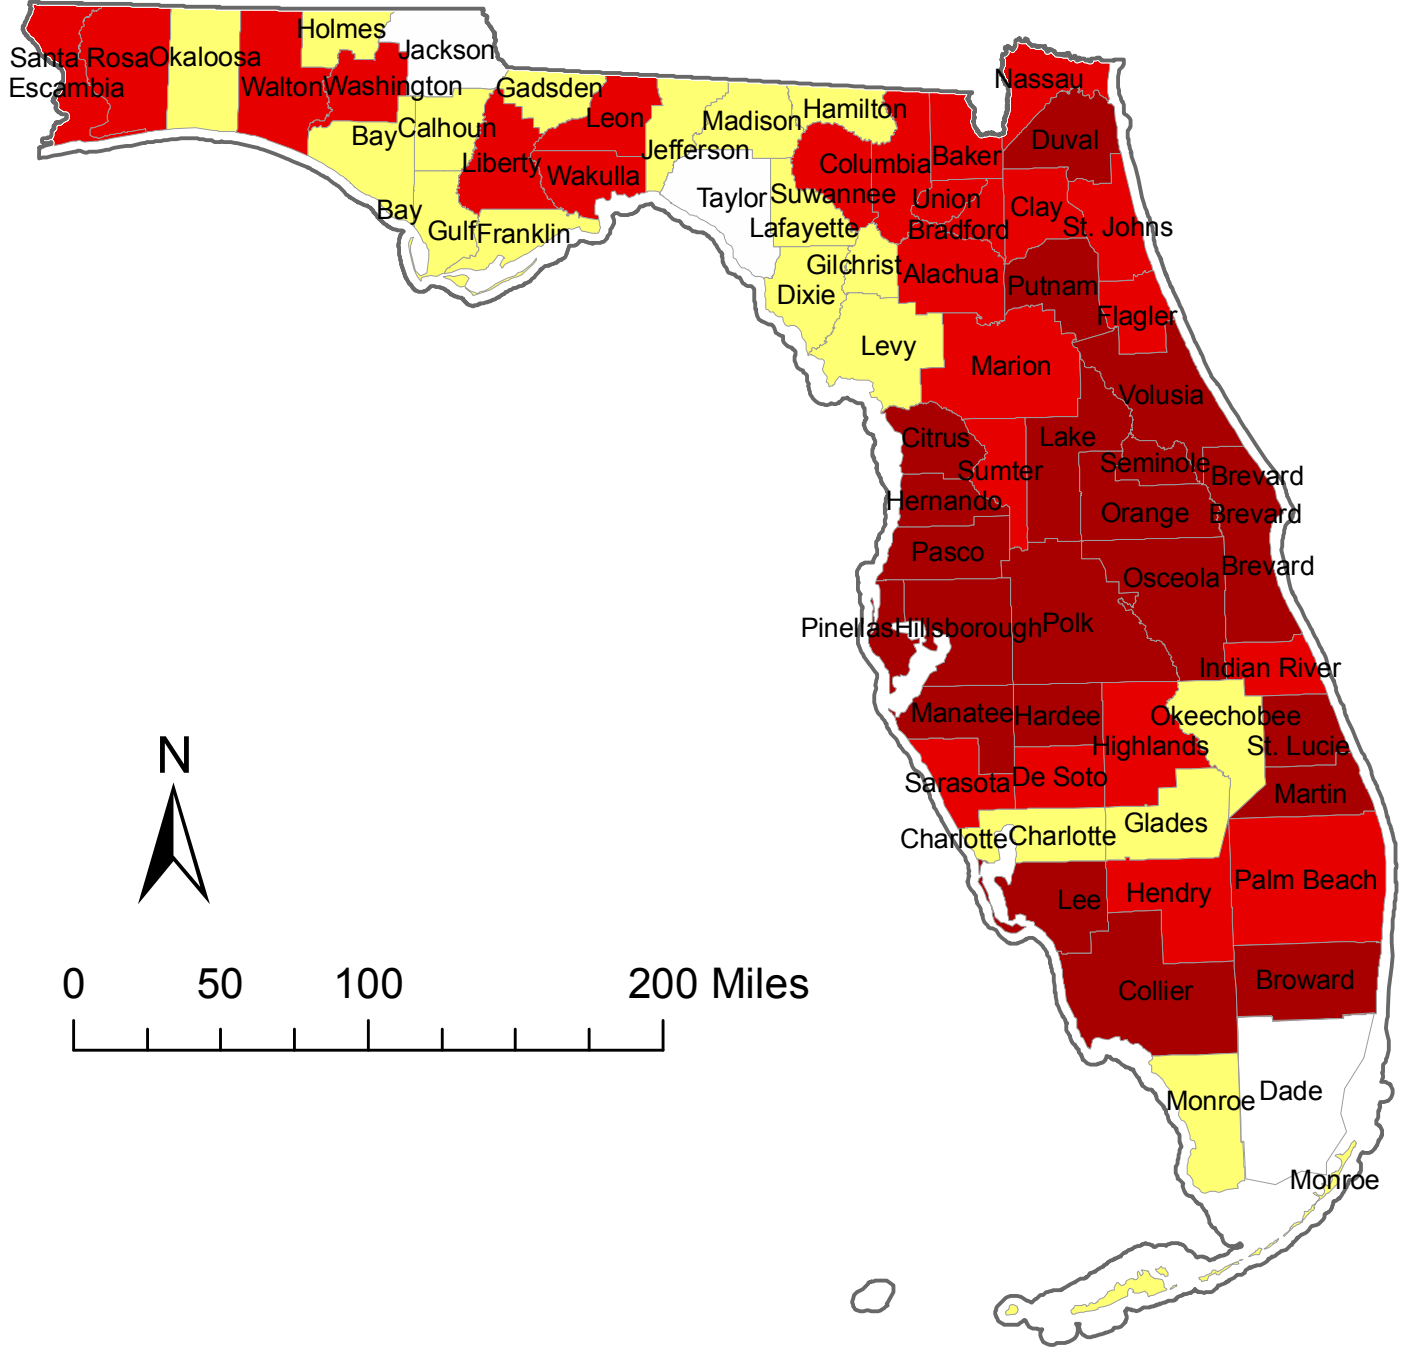 Holmes
Jackson
Santa Rosa
Okaloosa
Escambia
Walton
Washington
Gadsden
Nassau
Bay
Calhoun
Leon
Madison
Hamilton
Duval
Liberty
Jefferson
Wakulla
Columbia
Baker
Taylor
Suwannee
Union
Clay
Bay
Gulf
Franklin
Lafayette
Bradford
St. Johns
Gilchrist
Alachua
Dixie
Putnam
Flagler
Levy
Marion
Volusia
Citrus
Lake
Sumter
Seminole
Brevard
Hernando
Orange
Brevard
Pasco
Osceola
Brevard
Pinellas
Hillsborough
Polk
Indian River
Manatee
Hardee
Okeechobee
Highlands
St. Lucie
N
Sarasota
De Soto
Martin
Charlotte
Charlotte
Glades
Lee
Hendry
Palm Beach
0 50 100 200 Miles
Collier
Broward
Monroe
Dade
Monroe